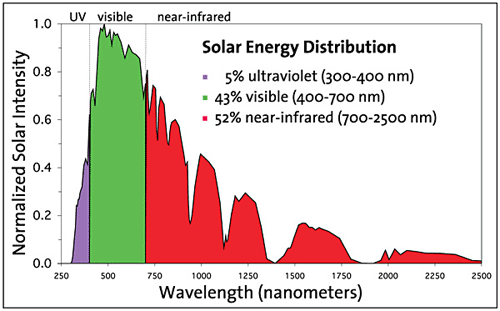 UV visible near-infrared
Solar Energy Distribution
5% ultraviolet (300-400 nm)
43% visible (400-700 nm)
52% near-infrared (700-2500 nm)
Normalized Solar Intensity
1.0
0.8
0.6
0.4
0.2
0.0
250 500 750 1000 1250 1500 1750 2000 2250 2500
Wavelength (nanometers)